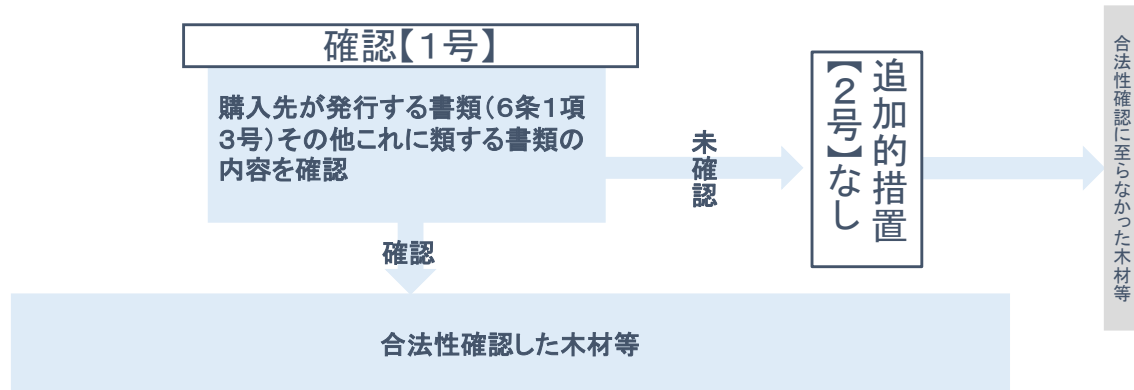 確認【１号】
購入先が発行する書類（６条１項
３号）その他これに類する書類の
内容を確認
未確認
追加的措置
【２号】なし
合法性確認に至らなかった木材等
確認
合法性確認した木材等